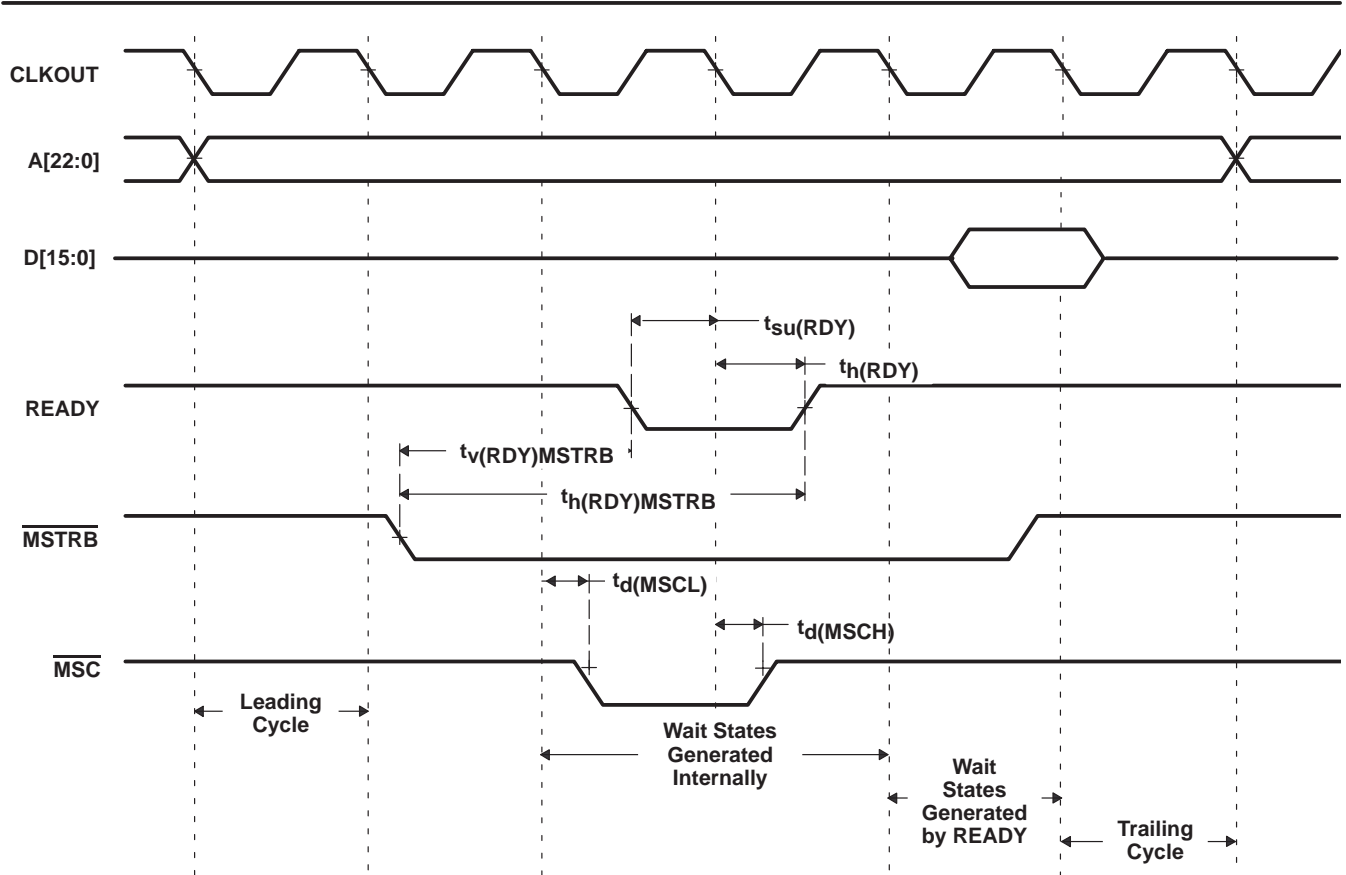 CLKOUT
A[22:0]
D[15:0]
tsu(RDY)
th(RDY)
READY
tv(RDY)MSTRB
th(RDY)MSTRB
MSTRB
td(MSCL)
td(MSCH)
MSC
Leading
Cycle
Wait States
Generated
Internally
Wait
States
Generated
by READY
Trailing
Cycle